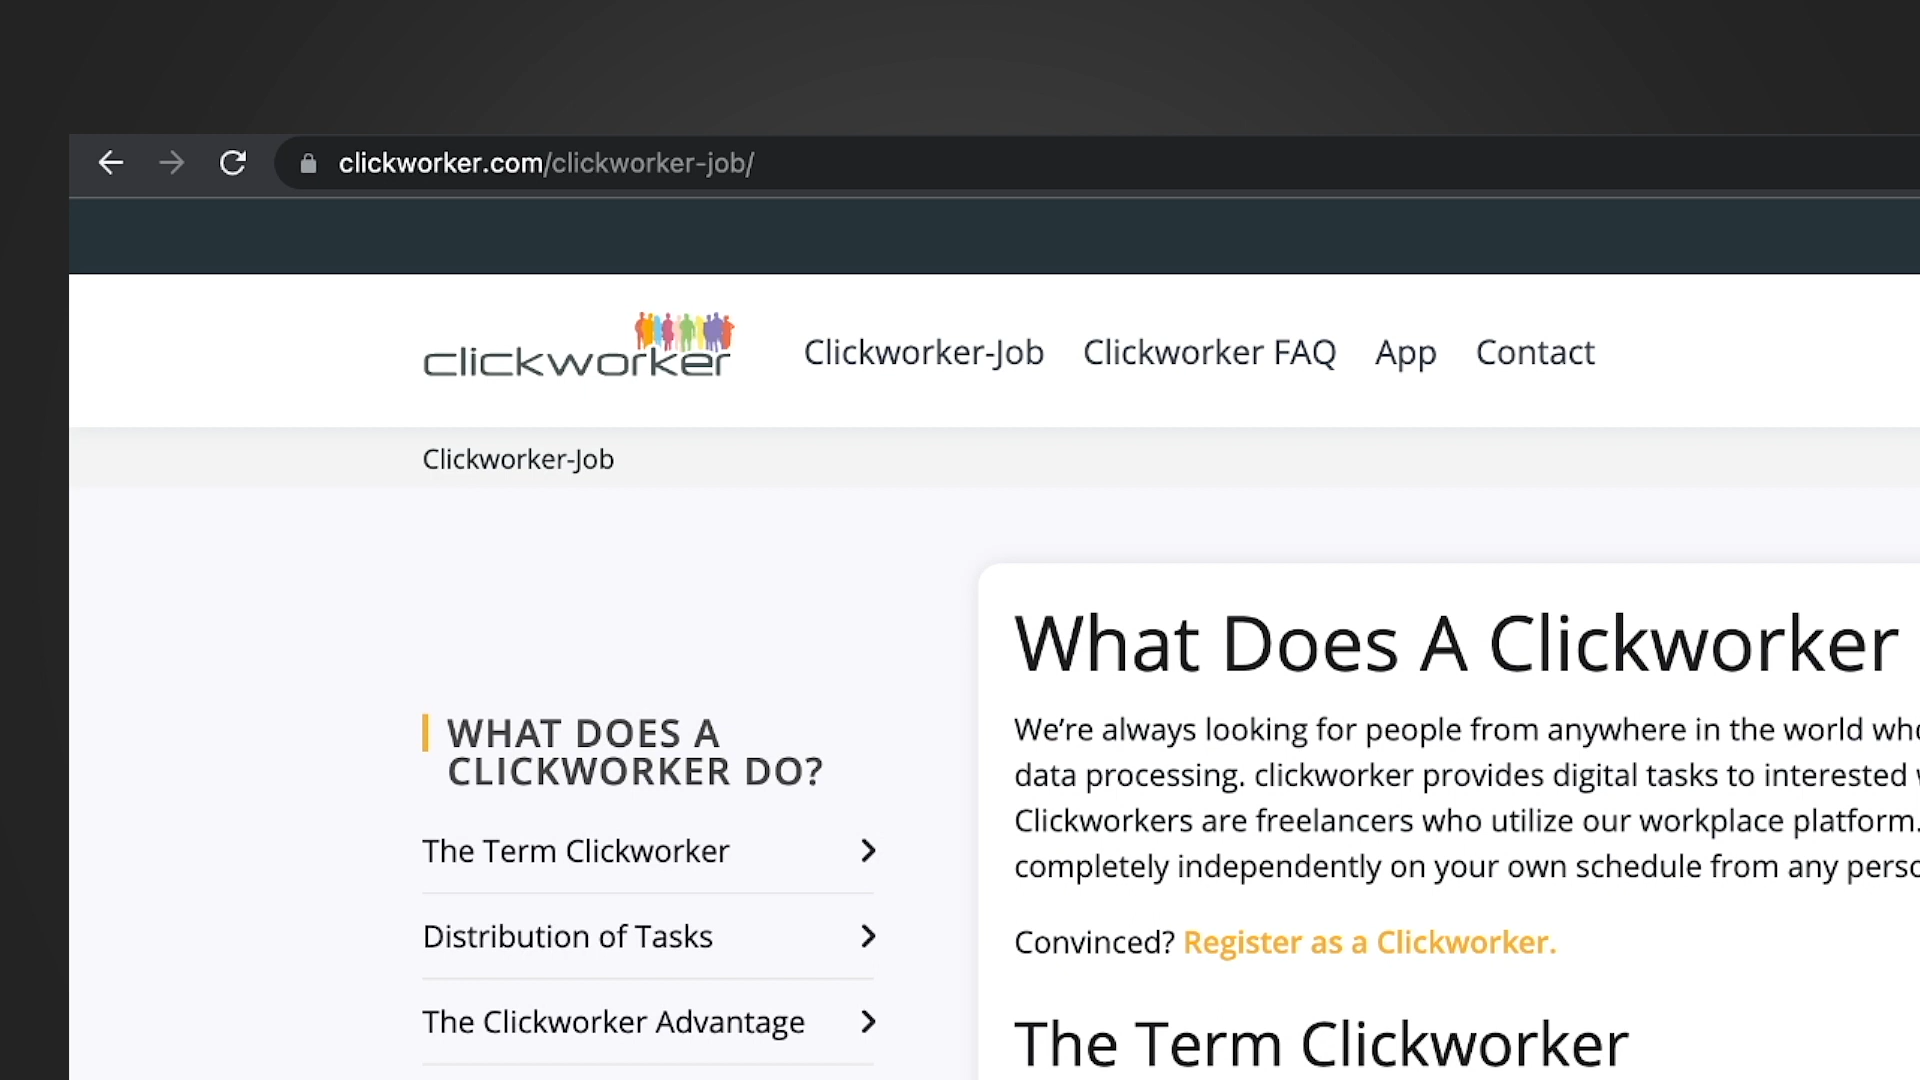 clickworker.com/clickworker-job/
clickworker
Clickworker-Job Clickworker FAQ App Contact
Clickworker-Job
WHAT DOES A
CLICKWORKER DO?
The Term Clickworker
Distribution of Tasks
The Clickworker Advantage
What Does A Clickworker
We’re always looking for people from anywhere in the world
data processing. clickworker provides digital tasks to interested
Clickworkers are freelancers who utilize our workplace platform.
completely independently on your own schedule from any
Convinced? Register as a Clickworker.
The Term Clickworker